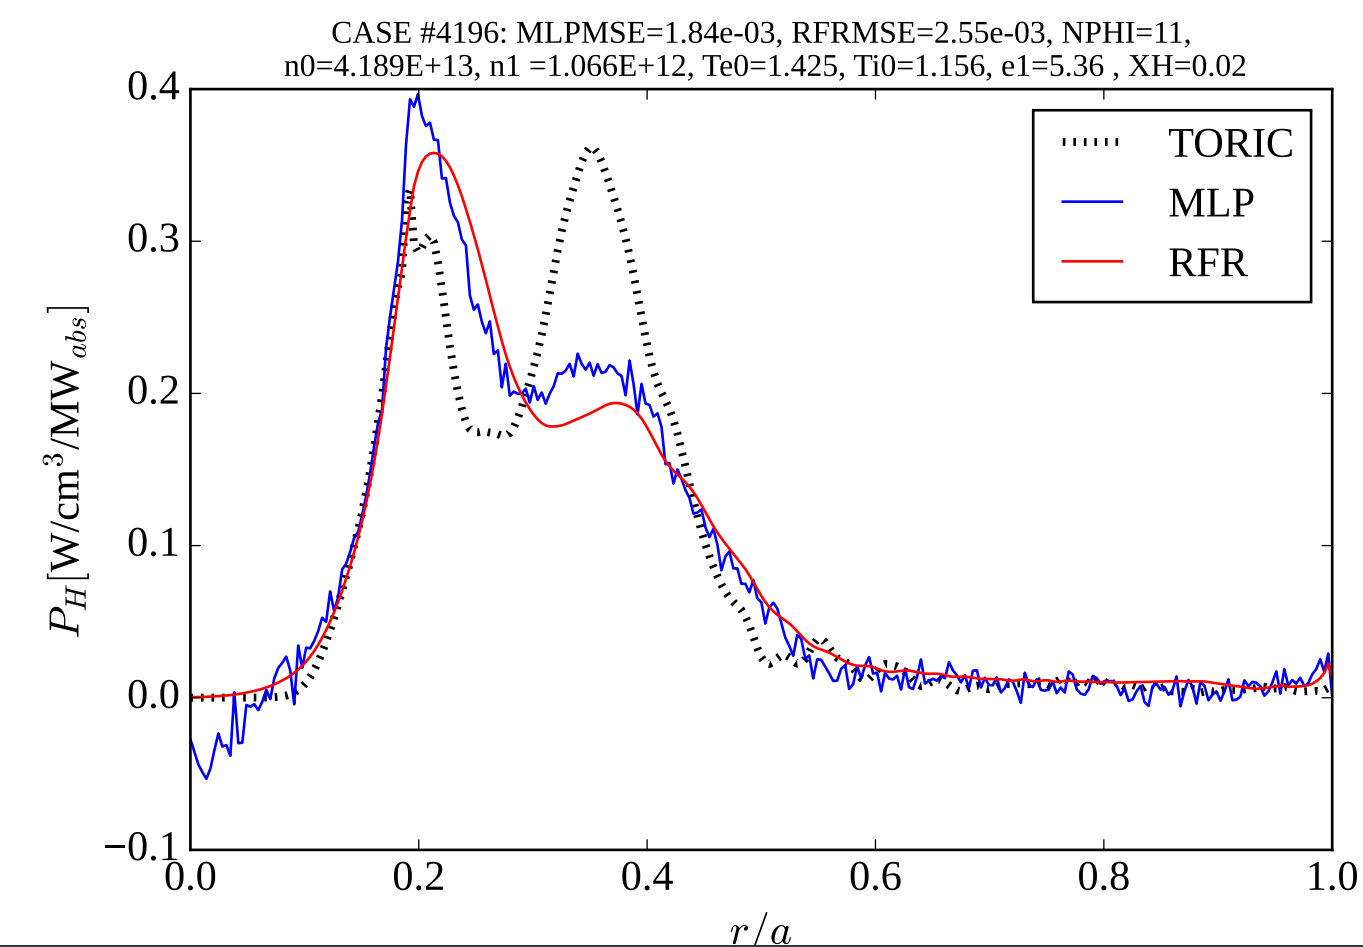 CASE #4196: MLPMSE=1.84e-03, RFRMSE=2.55e-03, NPHI=11,
n0=4.189E+13, n1 =1.066E+12, Te0=1.425, Ti0=1.156, e1=5.36 , XH=0.02
0.4
0.3
0.2
0.1
0.0
−0.1
P_H[W/cm³/MW_abs]
TORIC
MLP
RFR
0.0 0.2 0.4 0.6 0.8 1.0
r/a